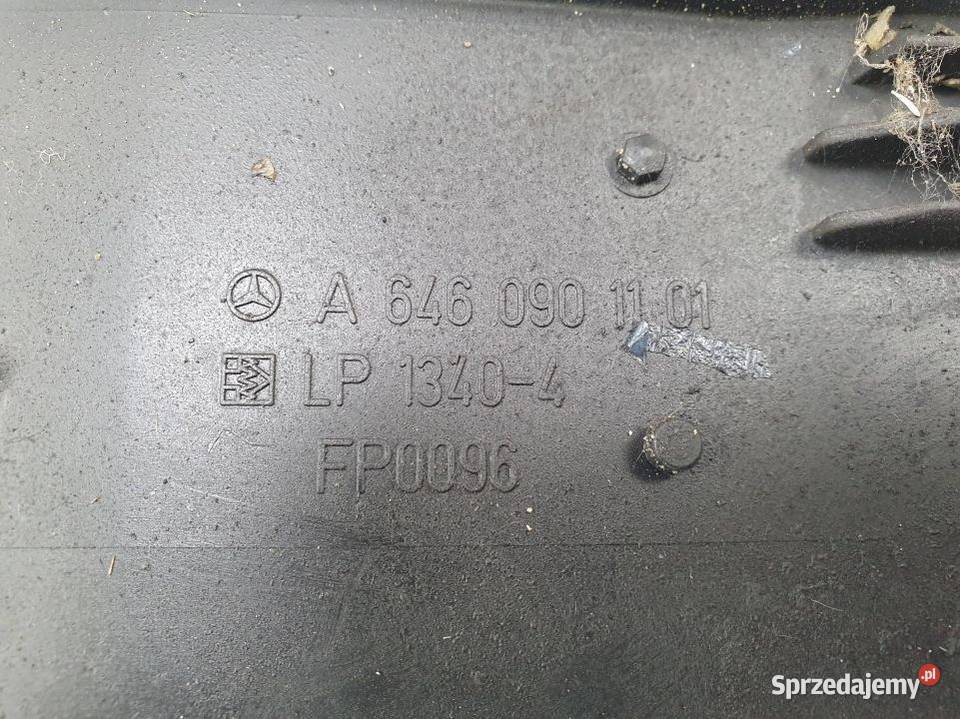 A 646 090 11 01
LP 1340-4
FP0096
Sprzedajemy.pl